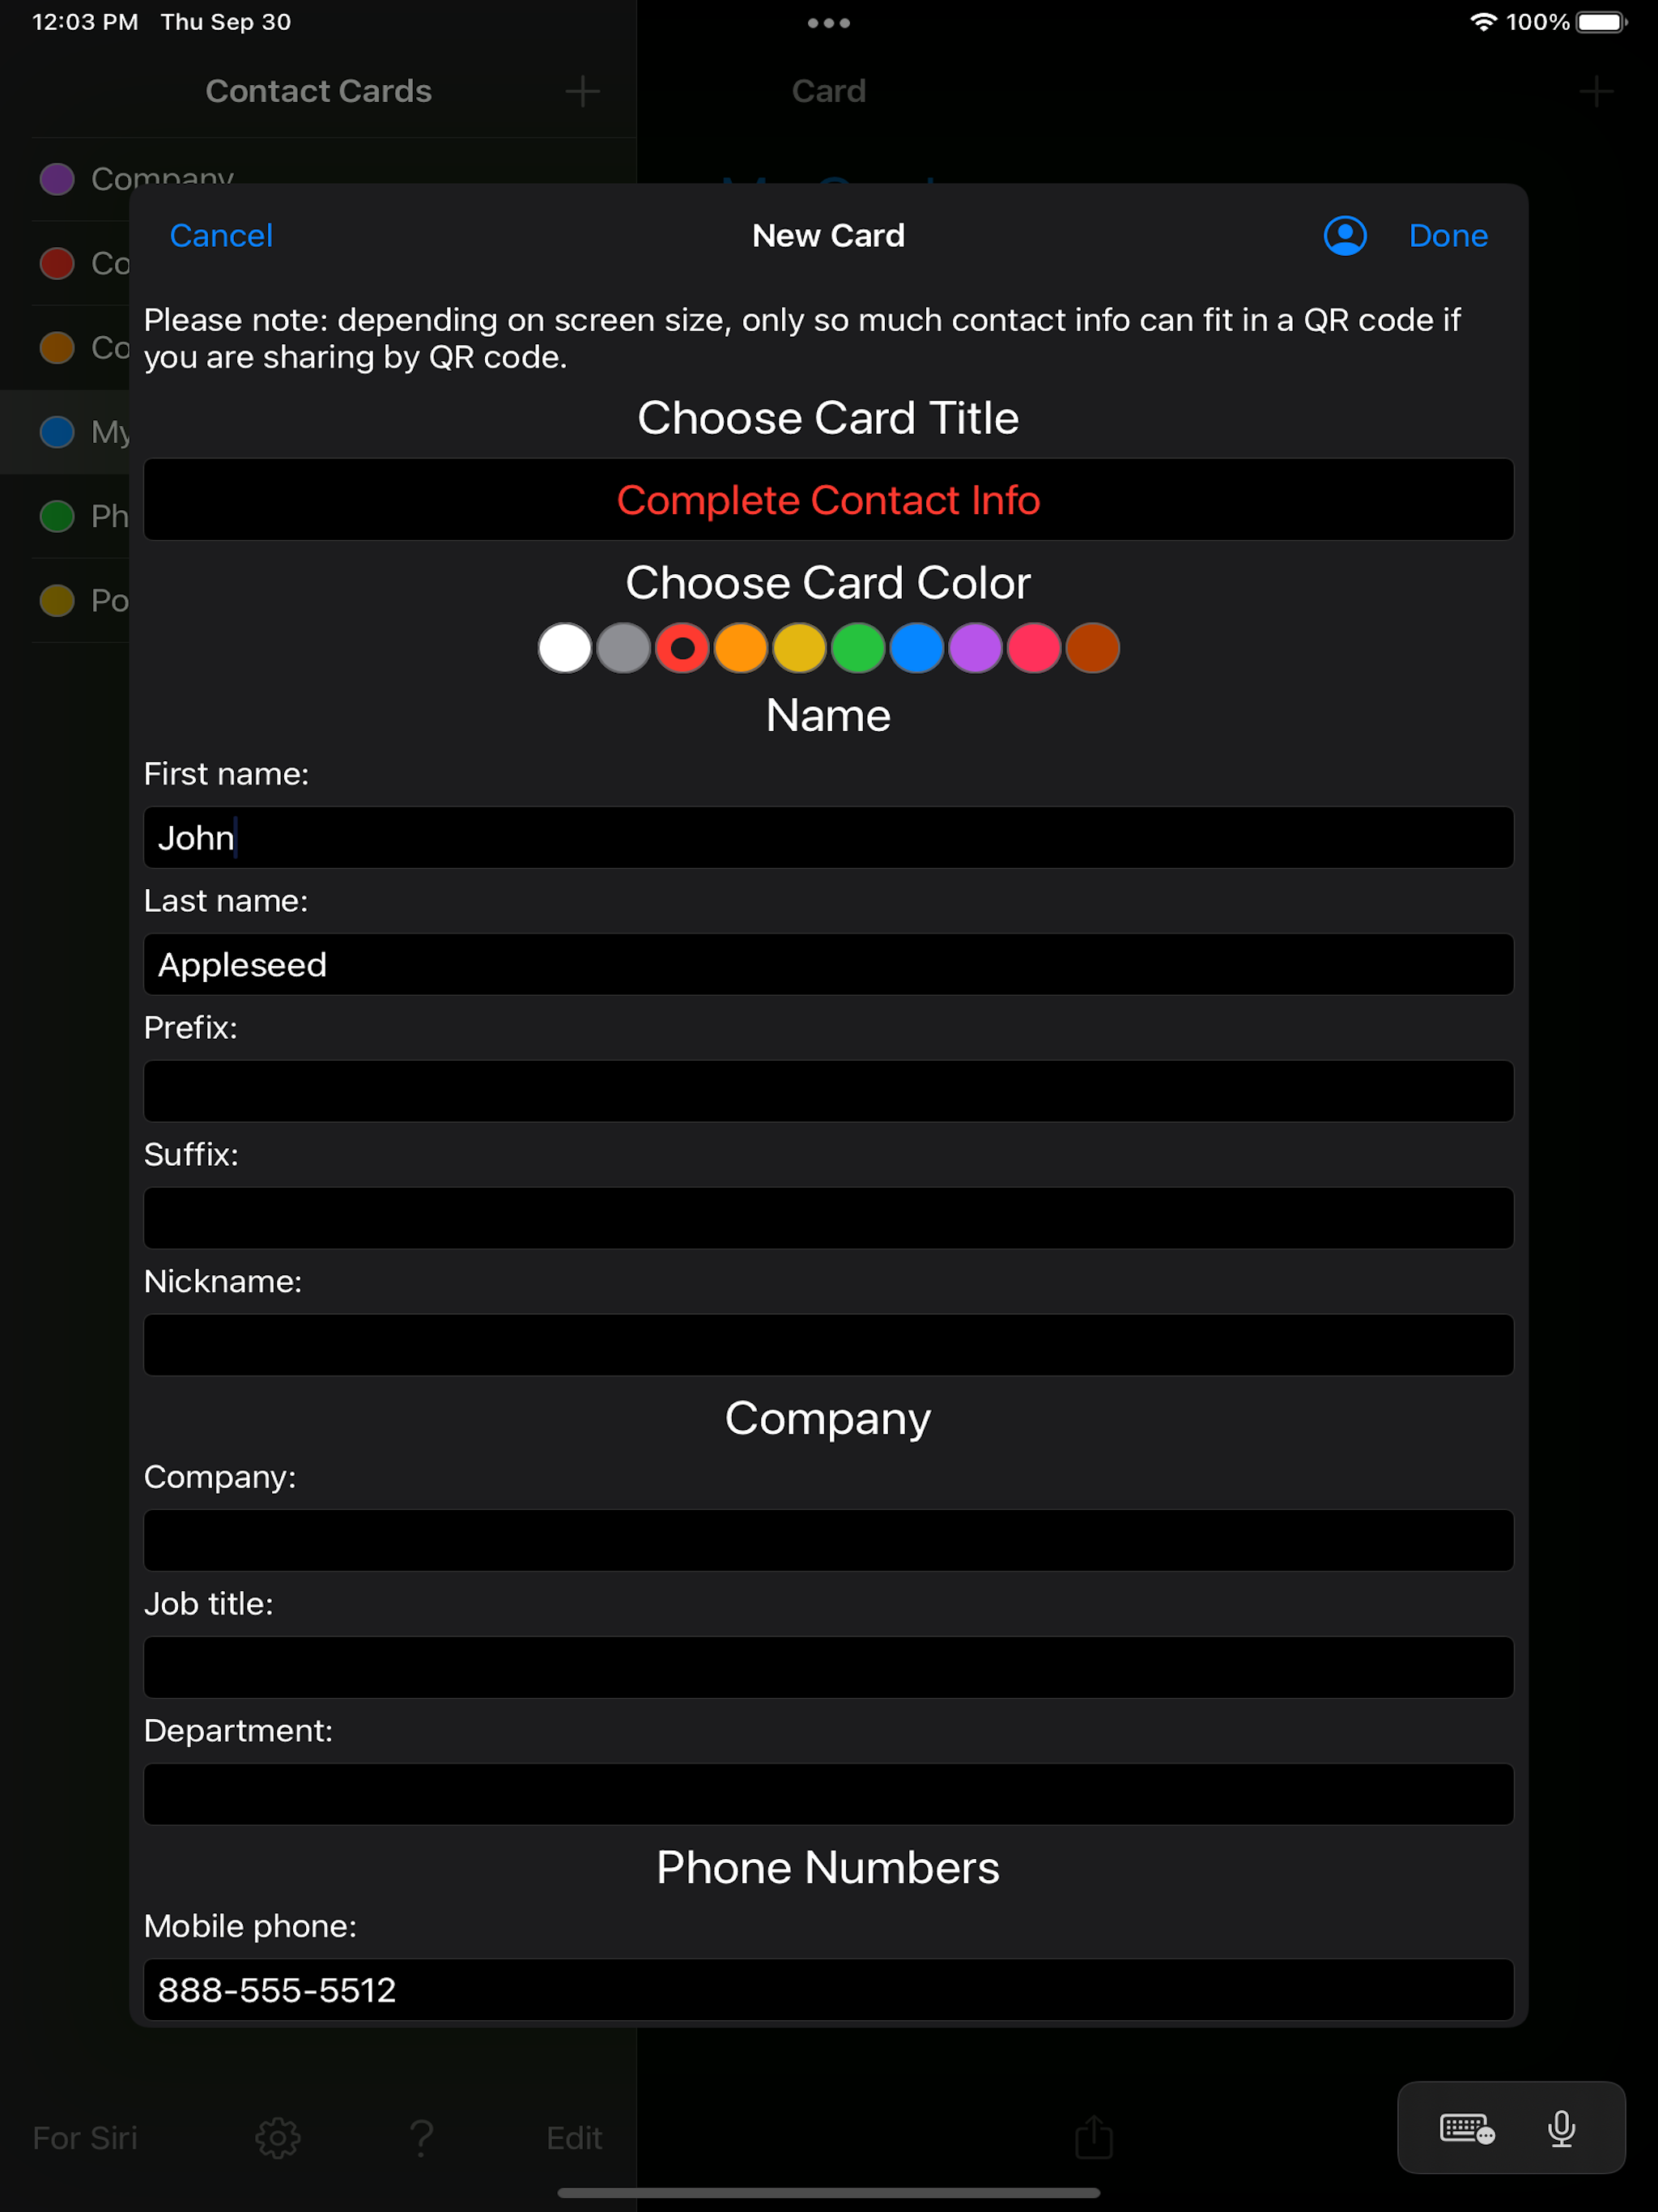 12:03 PM Thu Sep 30
100%
Contact Cards
Card
Company
Co
Co
My
Ph
Po
Cancel
New Card
Done
Please note: depending on screen size, only so much contact info can fit in a QR code if
you are sharing by QR code.
Choose Card Title
Complete Contact Info
Choose Card Color
Name
First name:
John
Last name:
Appleseed
Prefix:
Suffix:
Nickname:
Company
Company:
Job title:
Department:
Phone Numbers
Mobile phone:
888-555-5512
For Siri
?
Edit